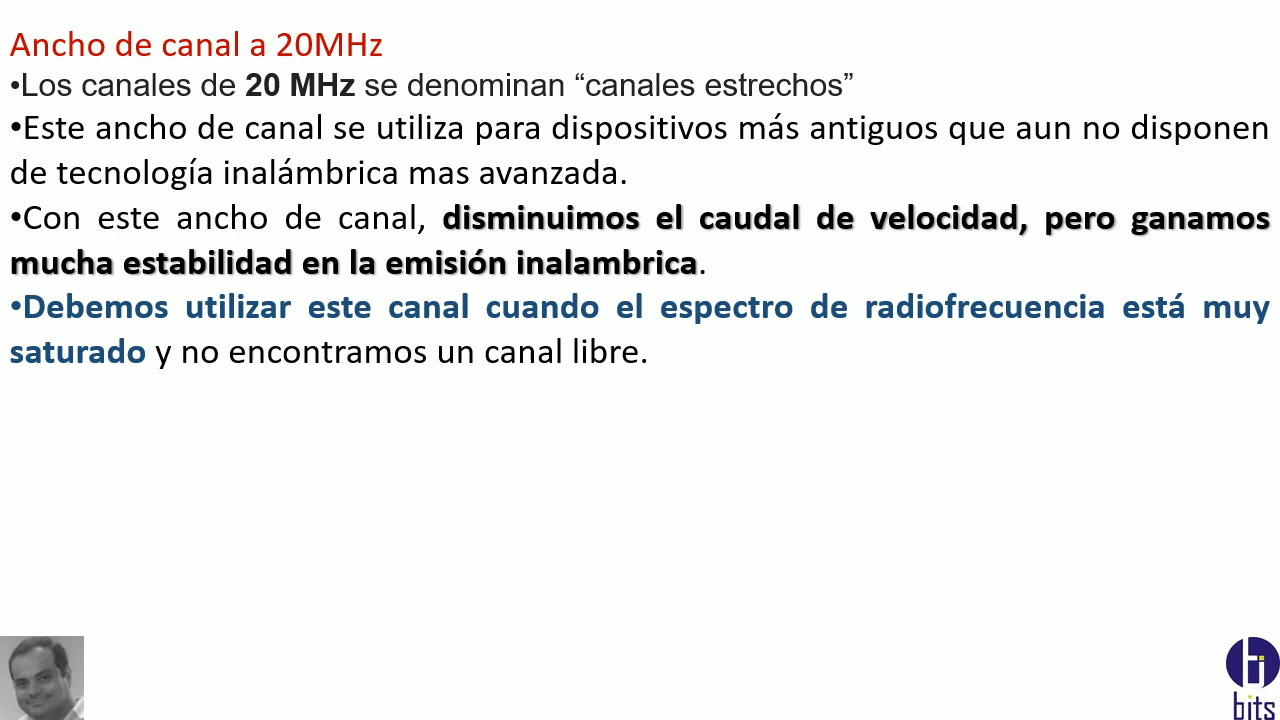 Ancho de canal a 20MHz
•Los canales de 20 MHz se denominan “canales estrechos”
•Este ancho de canal se utiliza para dispositivos más antiguos que aun no disponen
de tecnología inalámbrica mas avanzada.
•Con este ancho de canal, disminuimos el caudal de velocidad, pero ganamos
mucha estabilidad en la emisión inalambrica.
•Debemos utilizar este canal cuando el espectro de radiofrecuencia está muy
saturado y no encontramos un canal libre.
bits